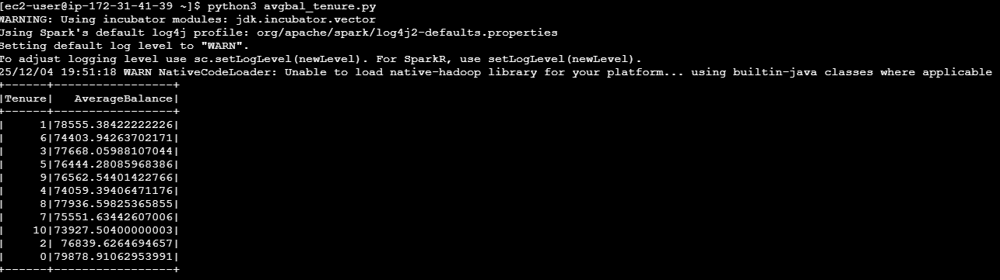 [ec2-user@ip-172-31-41-39 ~]$ python3 avgbal_tenure.py
WARNING: Using incubator modules: jdk.incubator.vector
Using Spark's default log4j profile: org/apache/spark/log4j2-defaults.properties
Setting default log level to "WARN".
To adjust logging level use sc.setLogLevel(newLevel). For SparkR, use setLogLevel(newLevel).
25/12/04 19:51:18 WARN NativeCodeLoader: Unable to load native-hadoop library for your platform... using builtin-java classes where applicable
+------+-----------------+
|Tenure|   AverageBalance|
+------+-----------------+
|     1|78555.38422222226|
|     6|74403.94263702171|
|     3|77668.05988107044|
|     5|76444.28085968386|
|     9|76562.54401422766|
|     4|74059.39406471176|
|     8|77936.59825365855|
|     7|75551.63442607006|
|    10|73927.50400000003|
|     2| 76839.6264694657|
|     0|79878.91062953991|
+------+-----------------+